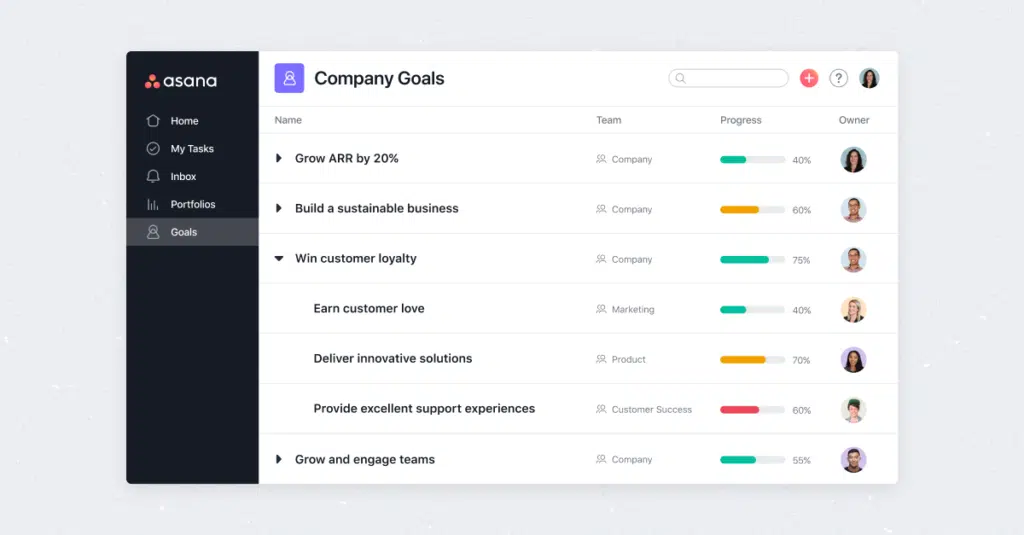 asana
Company Goals
?
Home
My Tasks
Inbox
Portfolios
Goals
Name Team Progress Owner
Grow ARR by 20% Company 40%
Build a sustainable business Company 60%
Win customer loyalty Company 75%
Earn customer love Marketing 40%
Deliver innovative solutions Product 70%
Provide excellent support experiences Customer Success 60%
Grow and engage teams Company 55%